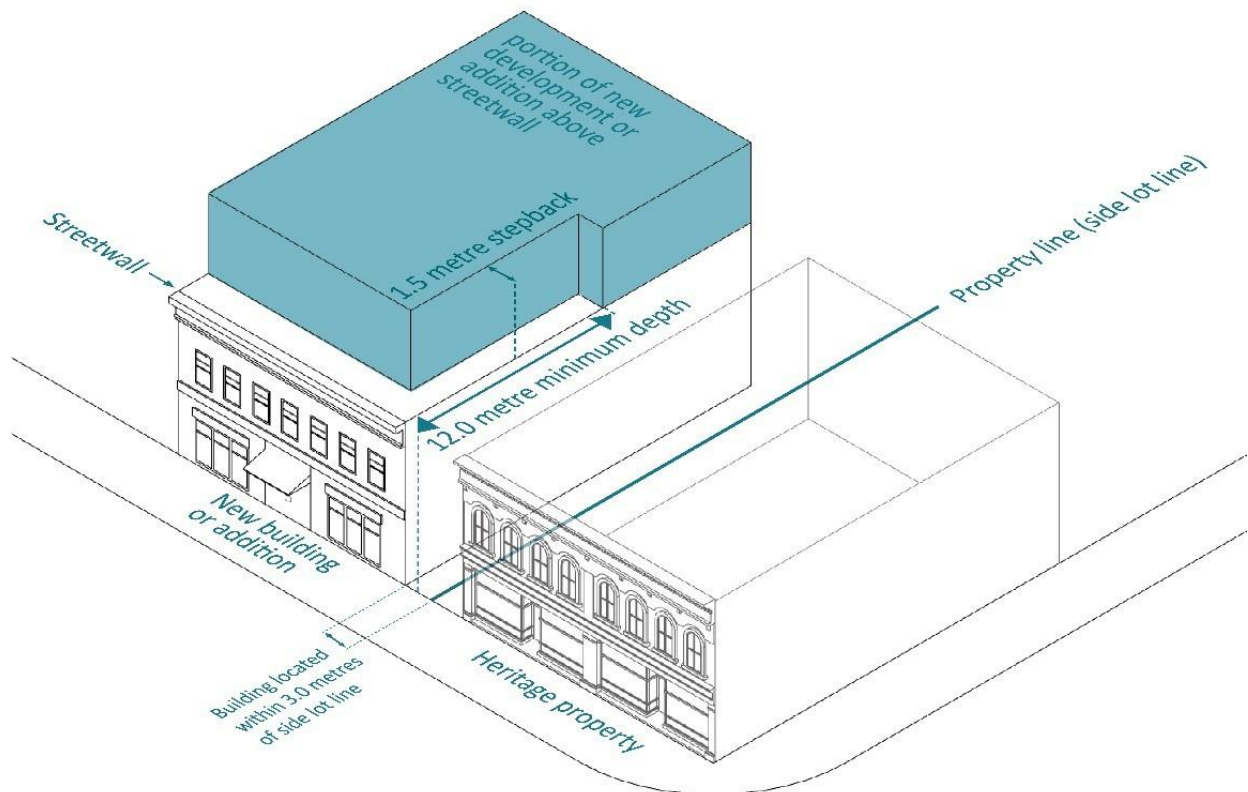 portion of new
development or
addition above
streetwall
Streetwall
1.5 metre stepback
Property line (side lot line)
12.0 metre minimum depth
New building
or addition
Building located
within 3.0 metres
of side lot line
Heritage property